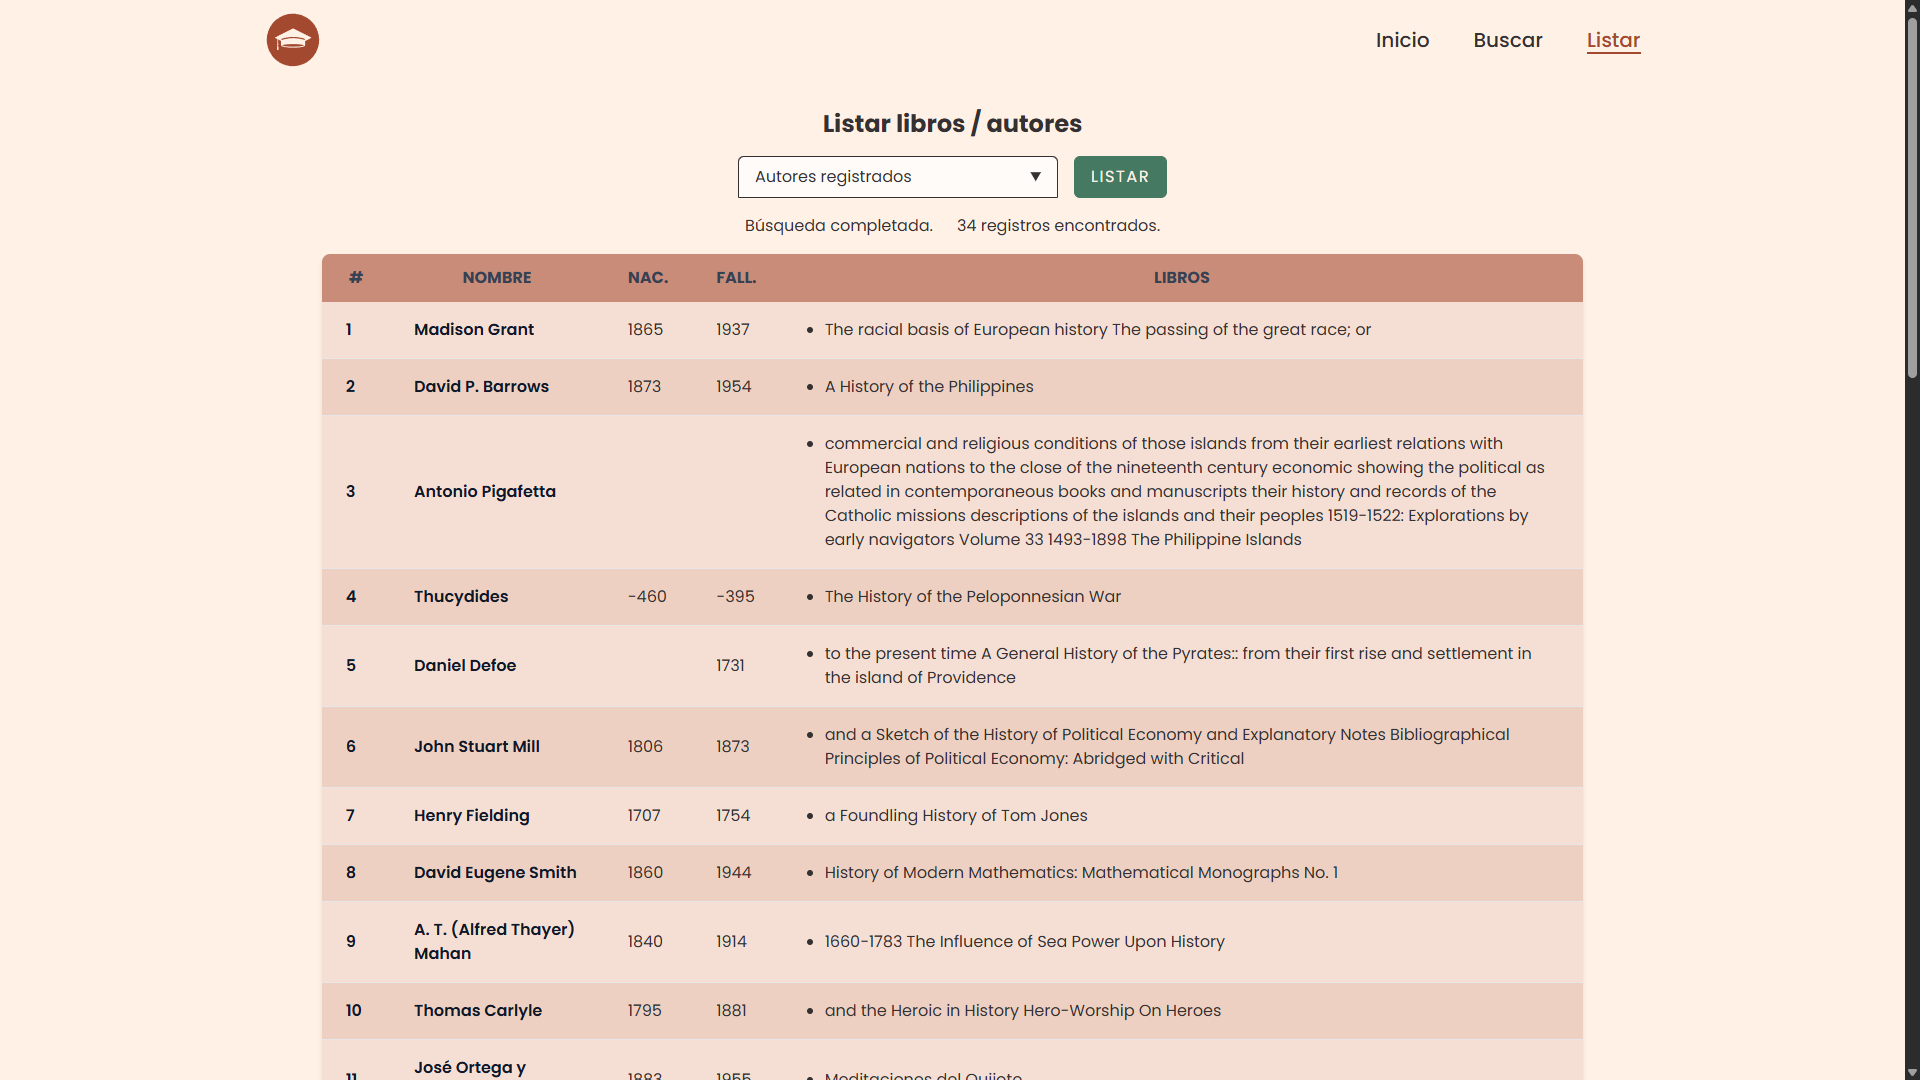 Inicio Buscar Listar
Listar libros / autores
Autores registrados ▼ LISTAR
Búsqueda completada. 34 registros encontrados.
# NOMBRE NAC. FALL. LIBROS
1 Madison Grant 1865 1937 • The racial basis of European history The passing of the great race; or
2 David P. Barrows 1873 1954 • A History of the Philippines
3 Antonio Pigafetta • commercial and religious conditions of those islands from their earliest relations with
European nations to the close of the nineteenth century economic showing the political as
related in contemporaneous books and manuscripts their history and records of the
Catholic missions descriptions of the islands and their peoples 1519-1522: Explorations by
early navigators Volume 33 1493-1898 The Philippine Islands
4 Thucydides -460 -395 • The History of the Peloponnesian War
5 Daniel Defoe 1731 • to the present time A General History of the Pyrates:: from their first rise and settlement in
the island of Providence
6 John Stuart Mill 1806 1873 • and a Sketch of the History of Political Economy and Explanatory Notes Bibliographical
Principles of Political Economy: Abridged with Critical
7 Henry Fielding 1707 1754 • a Foundling History of Tom Jones
8 David Eugene Smith 1860 1944 • History of Modern Mathematics: Mathematical Monographs No. 1
9 A. T. (Alfred Thayer)
Mahan 1840 1914 • 1660-1783 The Influence of Sea Power Upon History
10 Thomas Carlyle 1795 1881 • and the Heroic in History Hero-Worship On Heroes
José Ortega y
11 1883 1955 • Meditaciones del Quijote